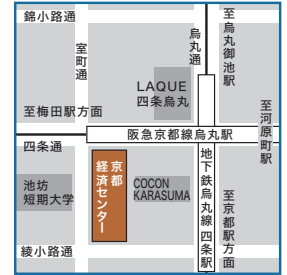 錦小路通
室町通
烏丸通
至烏丸御池駅
LAQUE
四条烏丸
至梅田駅方面
至河原町駅
阪急京都線烏丸駅
四条通
京都
経済センター
地下鉄烏丸線四条駅
池坊
短期大学
COCON
KARASUMA
至京都駅方面
綾小路通